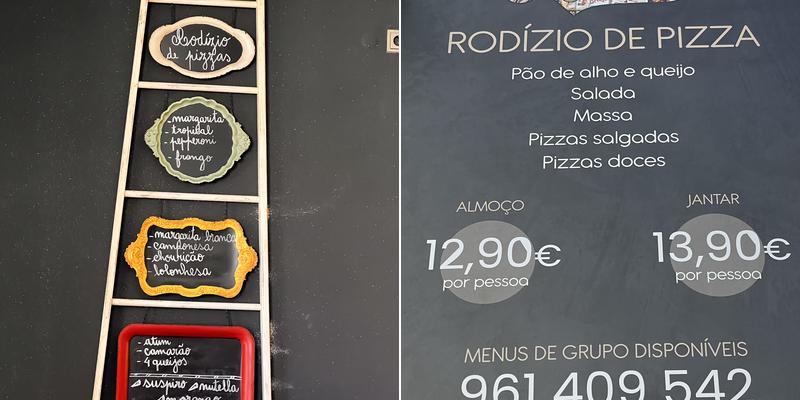 Rodízio
de pizzas
- margarita
- tropical
- pepperoni
- frango
- margarita branca
- camponesa
- chourição
- bolonhesa
- atum
- camarão
- 4 queijos
suspiro nutella
morango
RODÍZIO DE PIZZA
Pão de alho e queijo
Salada
Massa
Pizzas salgadas
Pizzas doces
ALMOÇO
12,90€
por pessoa
JANTAR
13,90€
por pessoa
MENUS DE GRUPO DISPONÍVEIS
961 409 542